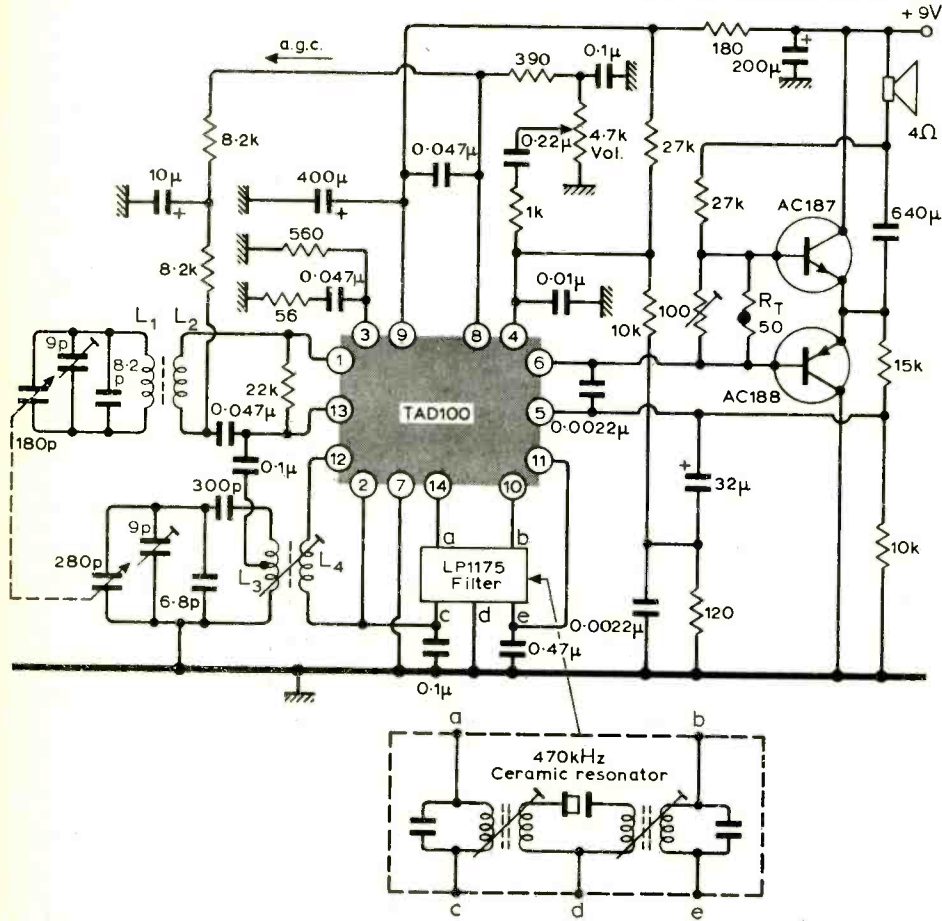 + 9V
a.g.c.
180
+
200µ
4Ω
390
0·1µ
8·2k
0·22µ
4·7k
Vol.
27k
0·047µ
10µ
+
400µ
+
1k
27k
AC187
640µ
560
8·2k
0·047µ
56
0·01µ
10k
100
RT
50
L1
L2
3
9
8
4
9p
8·2
p
1
6
15k
22k
TAD100
AC188
0·047µ
13
5
0·0022µ
180p
12
11
0·1µ
2
7
14
10
+
32µ
300p
9p
a
b
280p
L3
L4
LP1175
Filter
10k
6·8p
c
d
e
0·0022µ
120
0·47µ
0·1µ
a
b
470kHz
Ceramic resonator
c
d
e